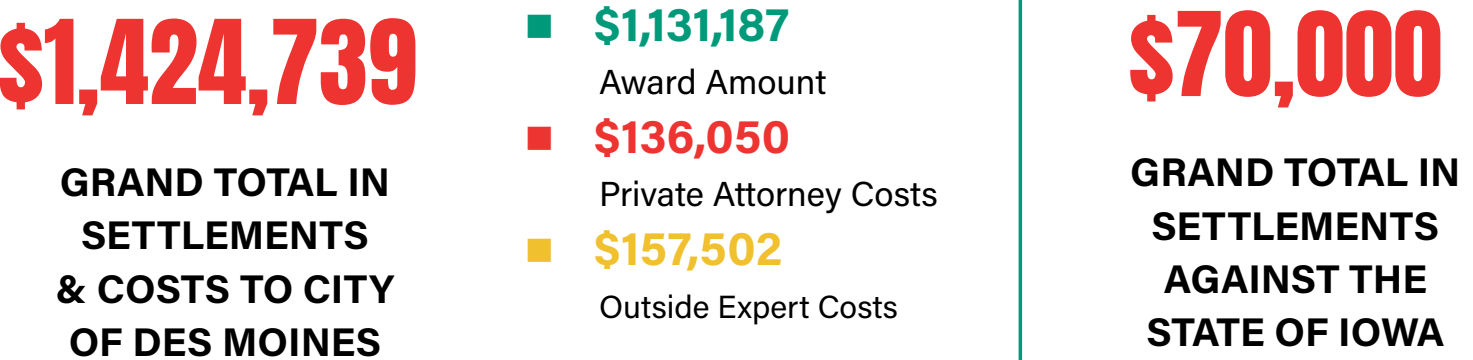 $1,424,739
GRAND TOTAL IN
SETTLEMENTS
& COSTS TO CITY
OF DES MOINES
$1,131,187
Award Amount
$136,050
Private Attorney Costs
$157,502
Outside Expert Costs
$70,000
GRAND TOTAL IN
SETTLEMENTS
AGAINST THE
STATE OF IOWA